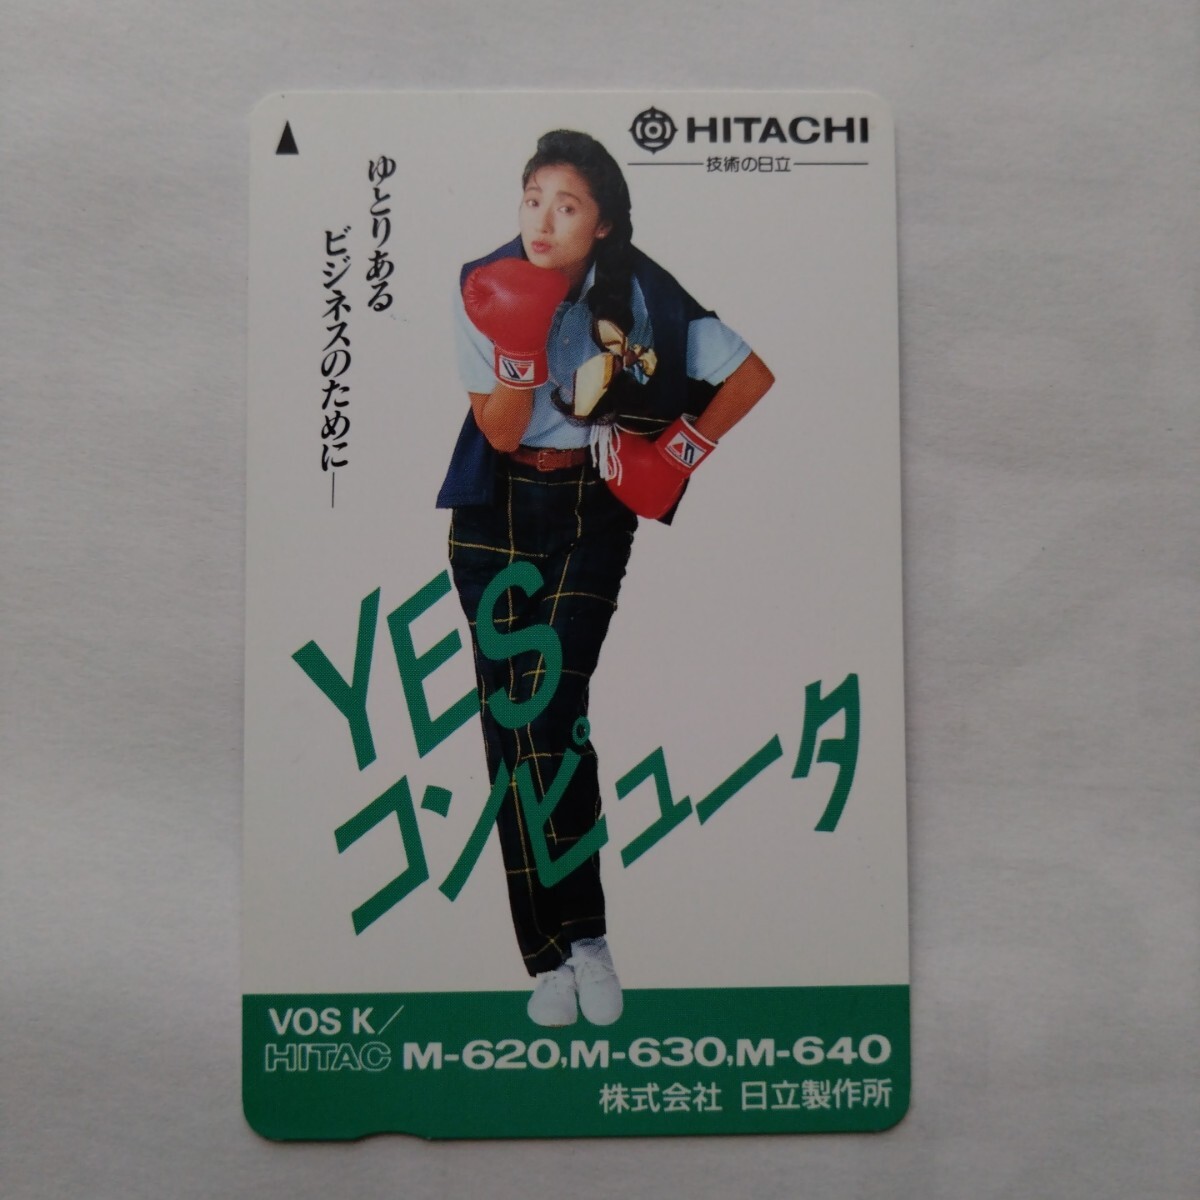 HITACHI
技術の日立
ゆとりある
ビジネスのために―
YES
コンピュータ
VOS K/
HITAC M-620,M-630,M-640
株式会社 日立製作所